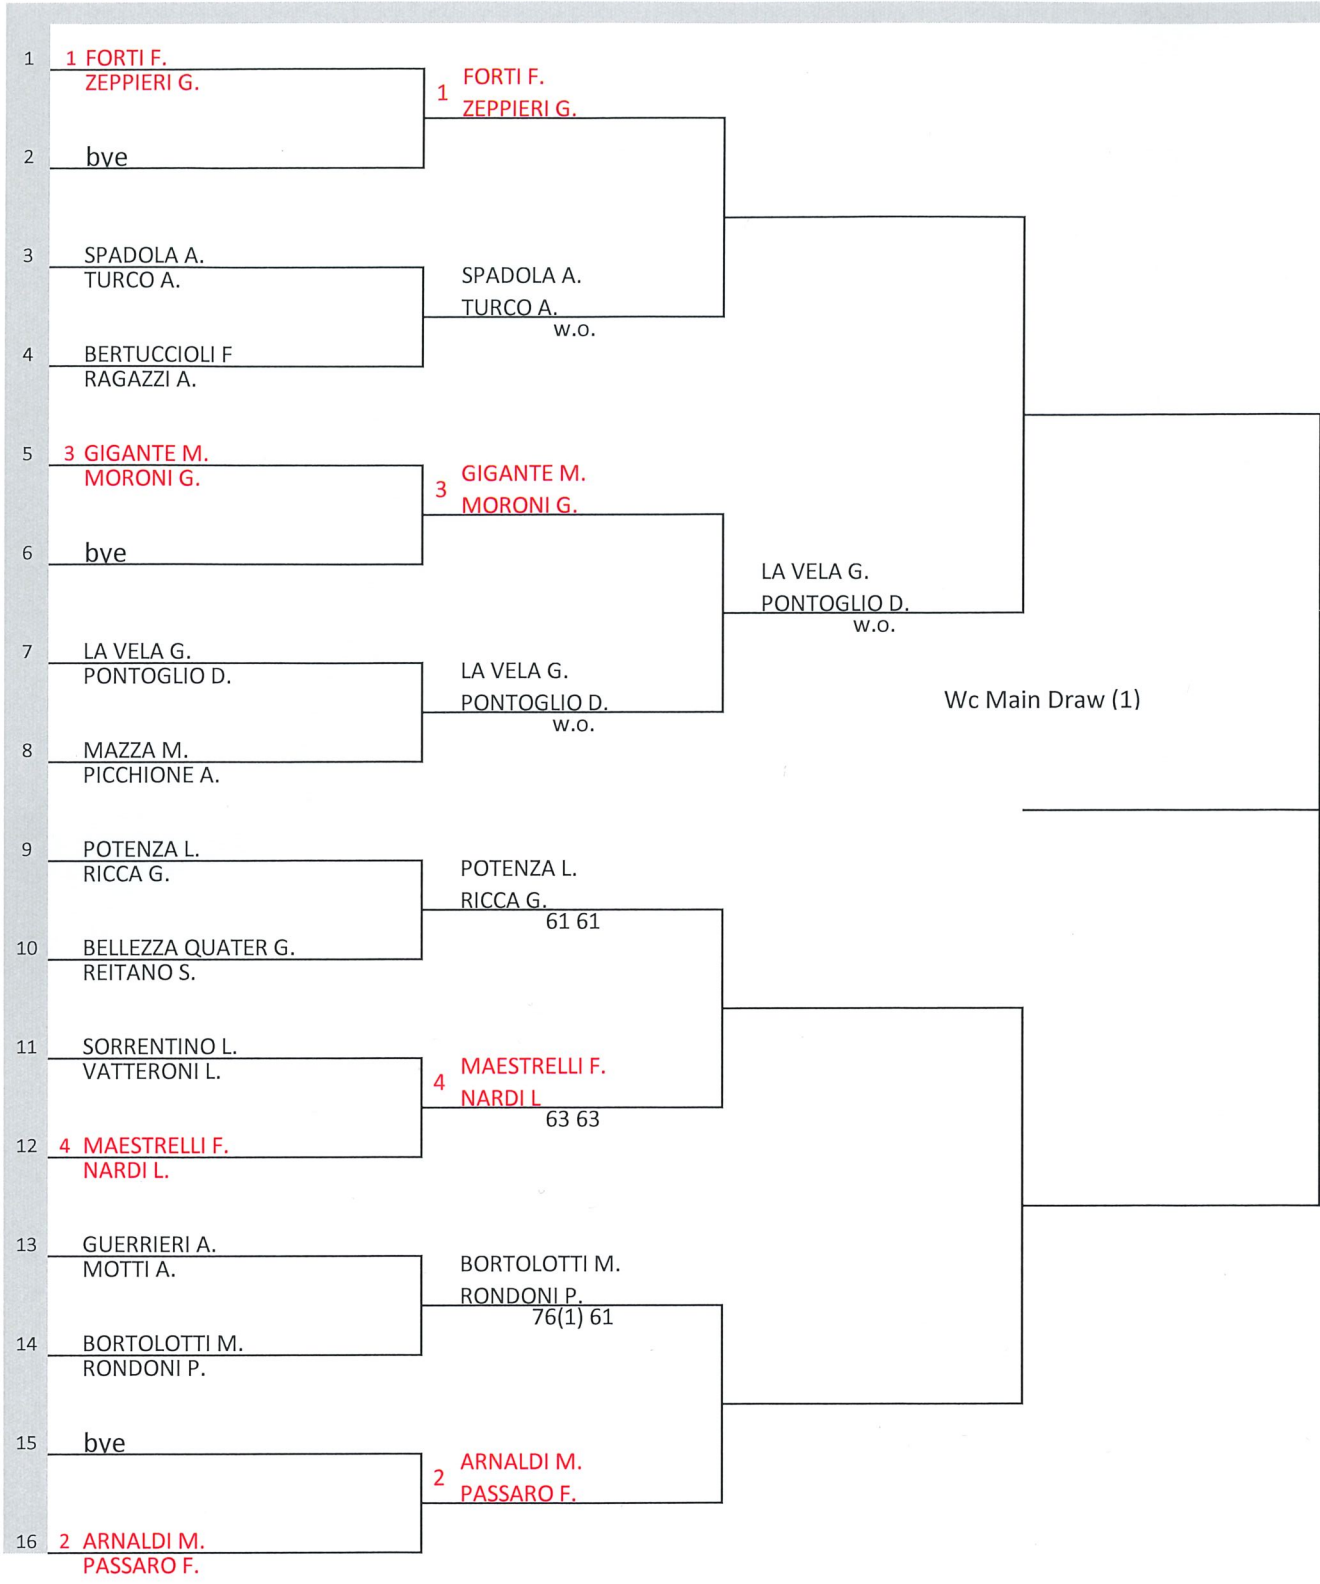 1 1 FORTI F.
ZEPPIERI G.
2 bye
3 SPADOLA A.
TURCO A.
4 BERTUCCIOLI F
RAGAZZI A.
5 3 GIGANTE M.
MORONI G.
6 bye
7 LA VELA G.
PONTOGLIO D.
8 MAZZA M.
PICCHIONE A.
9 POTENZA L.
RICCA G.
10 BELLEZZA QUATER G.
REITANO S.
11 SORRENTINO L.
VATTERONI L.
12 4 MAESTRELLI F.
NARDI L.
13 GUERRIERI A.
MOTTI A.
14 BORTOLOTTI M.
RONDONI P.
15 bye
16 2 ARNALDI M.
PASSARO F.
1 FORTI F.
ZEPPIERI G.
SPADOLA A.
TURCO A.
w.o.
3 GIGANTE M.
MORONI G.
LA VELA G.
PONTOGLIO D.
w.o.
POTENZA L.
RICCA G.
61 61
4 MAESTRELLI F.
NARDI L
63 63
BORTOLOTTI M.
RONDONI P.
76(1) 61
2 ARNALDI M.
PASSARO F.
LA VELA G.
PONTOGLIO D.
w.o.
Wc Main Draw (1)